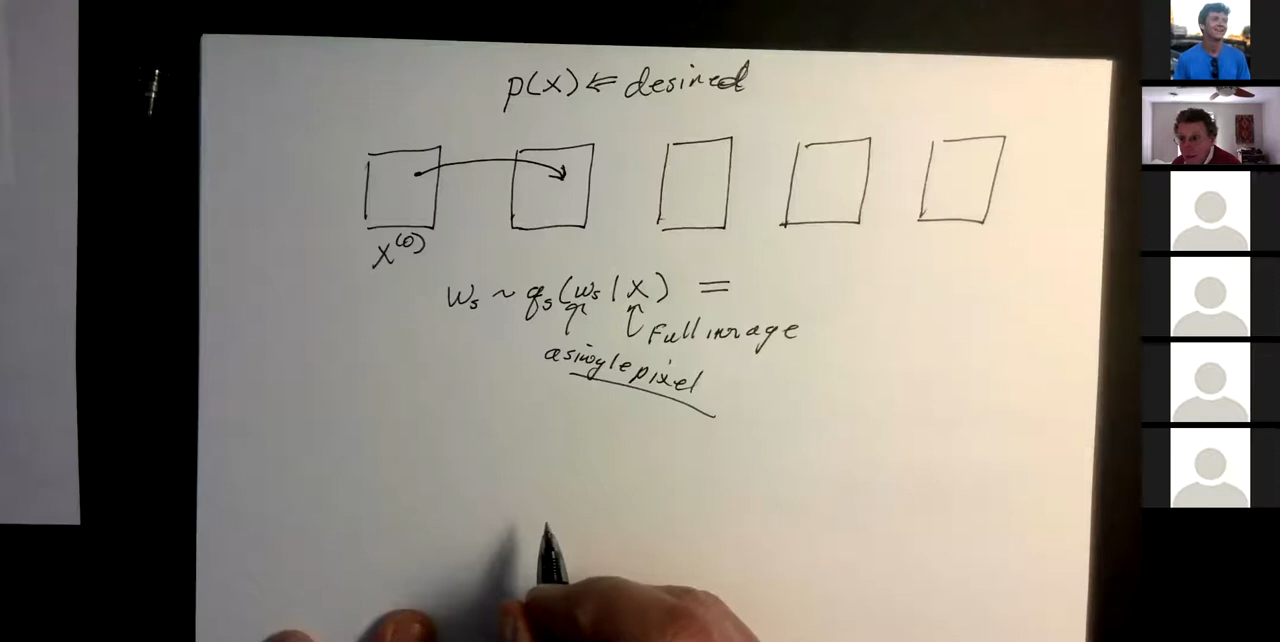 p(x) ⇐ desired
X^(0)
W_s ~ q_s(w_s | x) =
full image
a single pixel